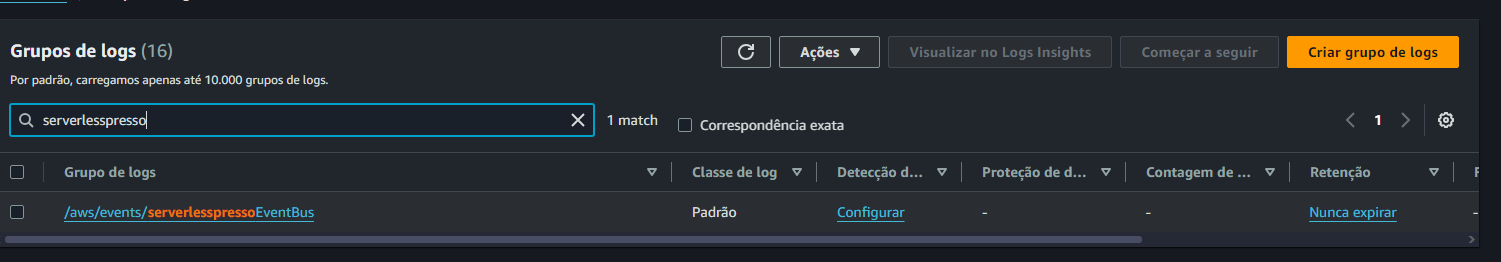 Grupos de logs (16)
Ações
Visualizar no Logs Insights
Começar a seguir
Criar grupo de logs
Por padrão, carregamos apenas até 10.000 grupos de logs.
serverlesspresso
1 match
Correspondência exata
1
Grupo de logs
Classe de log
Detecção d...
Proteção de d...
Contagem de ...
Retenção
/aws/events/serverlesspressoEventBus
Padrão
Configurar
-
-
Nunca expirar
-